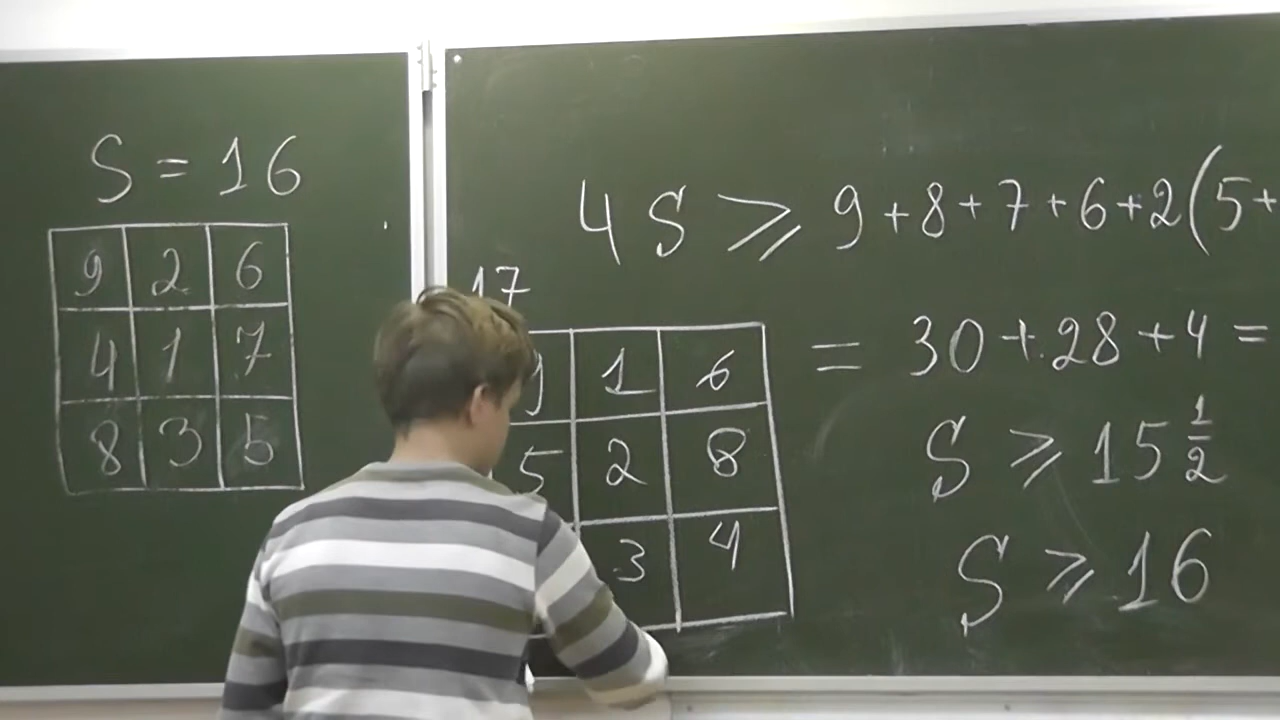 S = 16
9 2 6
4 1 7
8 3 5
17
9 1 6
5 2 8
3 4
4S ⩾ 9+8+7+6+2(5+
= 30+28+4=
S ⩾ 15 1/2
S ⩾ 16